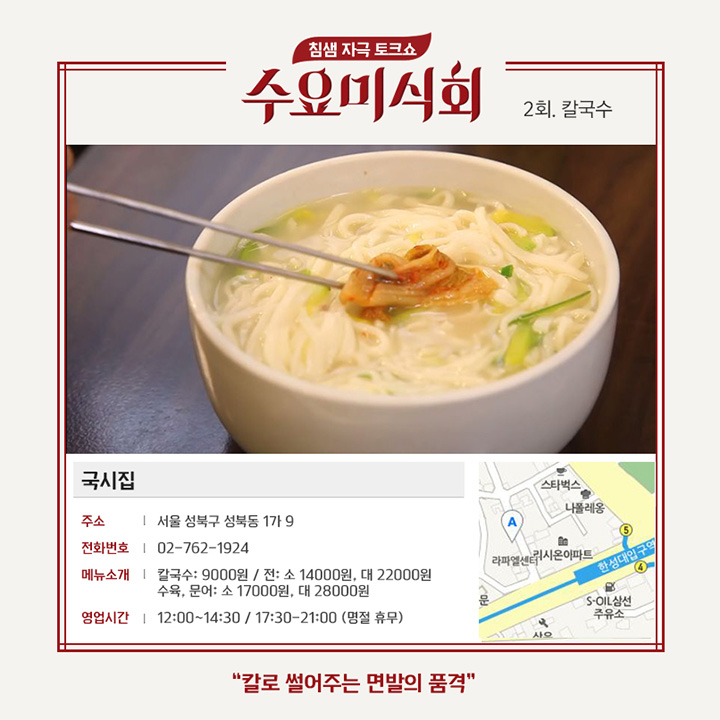 침샘 자극 토크쇼
수요미식회
2회. 칼국수
국시집
주소 | 서울 성북구 성북동 1가 9
전화번호 | 02-762-1924
메뉴소개 | 칼국수: 9000원 / 전: 소 14000원, 대 22000원
수육, 문어: 소 17000원, 대 28000원
영업시간 | 12:00~14:30 / 17:30-21:00 (명절 휴무)
스타벅스
나폴레옹
A
라파엘센터
리시온아파트
5
한성대입구역
4
문
S-OIL삼선
주유소
“칼로 썰어주는 면발의 품격”